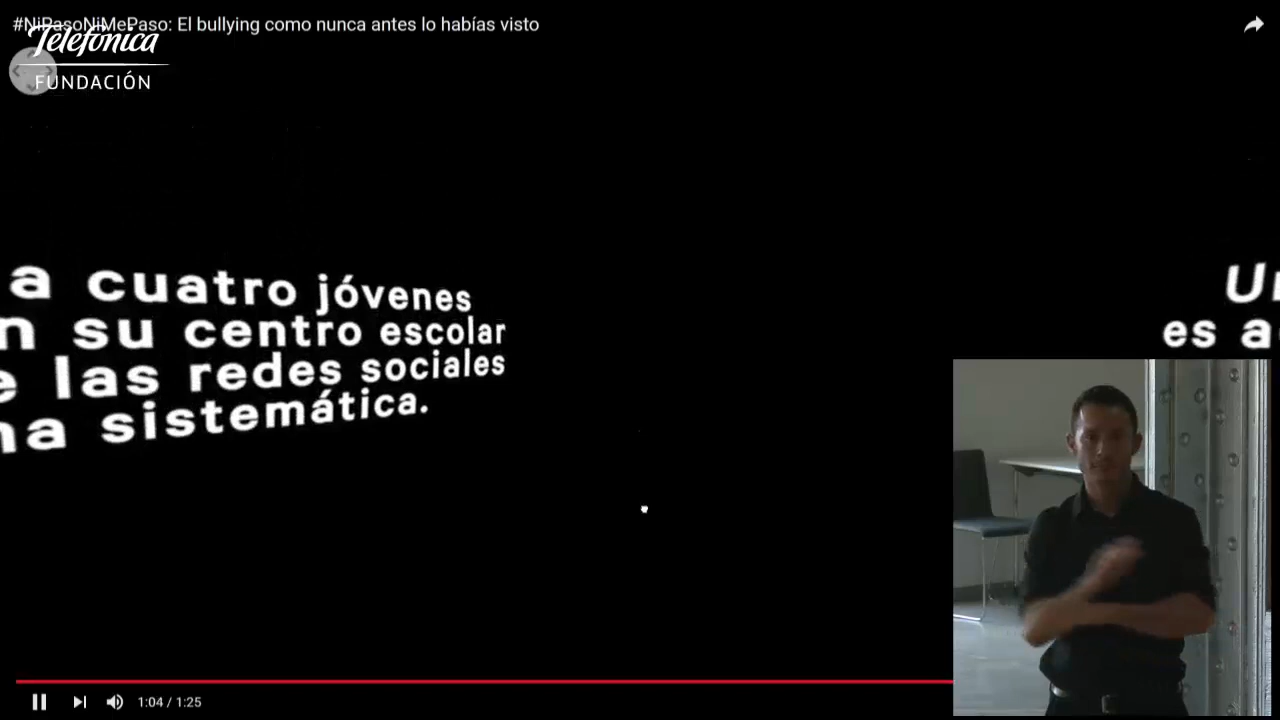 #NiPasoNiMePaso: El bullying como nunca antes lo habías visto
Telefónica
FUNDACIÓN
a cuatro jóvenes
su centro escolar
las redes sociales
sistemática.
es
1:04 / 1:25